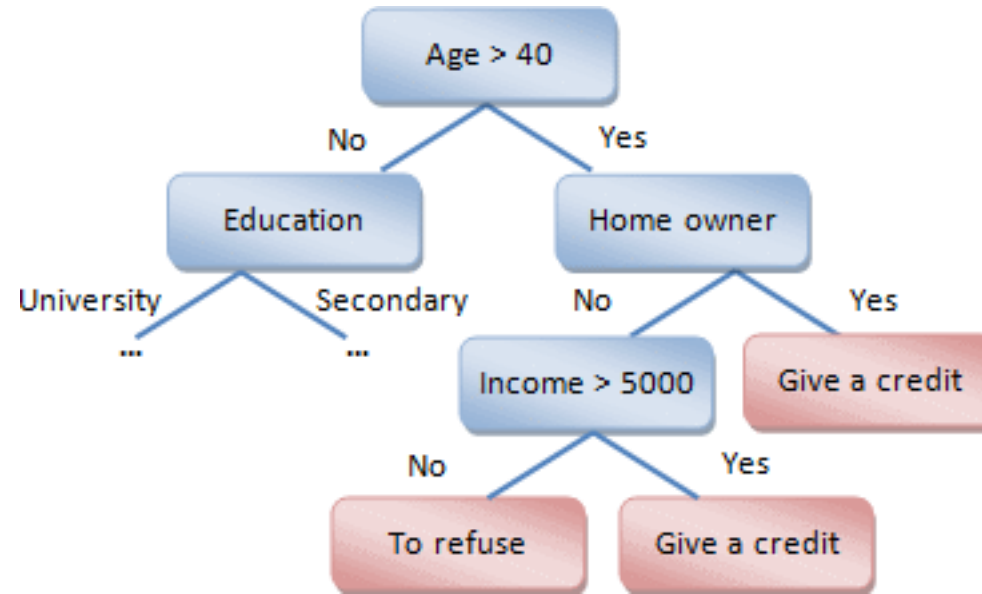 Age > 40
No
Yes
Education
Home owner
University
Secondary
No
Yes
...
...
Income > 5000
Give a credit
No
Yes
To refuse
Give a credit